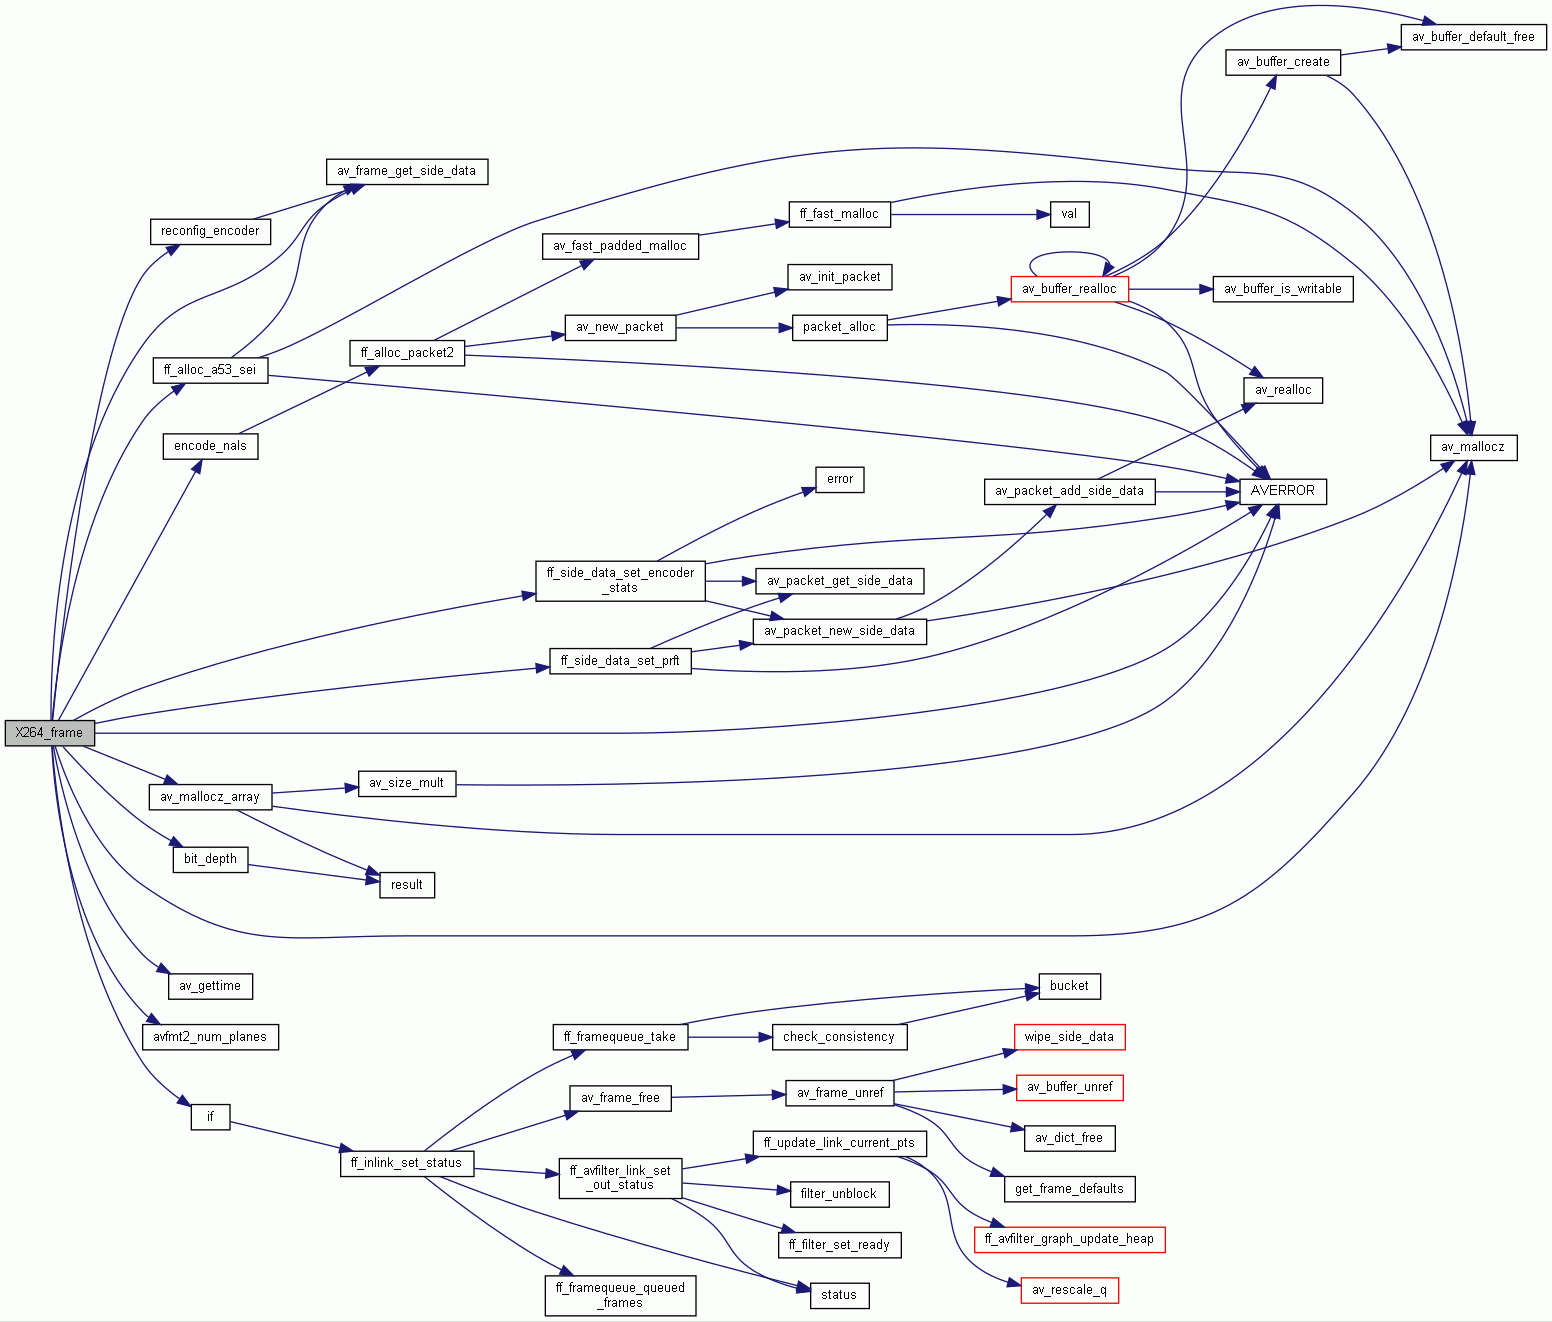 av_buffer_default_free
av_buffer_create
av_frame_get_side_data
ff_fast_malloc
val
reconfig_encoder
av_fast_padded_malloc
av_init_packet
av_buffer_realloc
av_buffer_is_writable
av_new_packet
packet_alloc
ff_alloc_packet2
ff_alloc_a53_sei
av_realloc
encode_nals
av_mallocz
error
av_packet_add_side_data
AVERROR
ff_side_data_set_encoder
_stats
av_packet_get_side_data
av_packet_new_side_data
ff_side_data_set_prft
X264_frame
av_size_mult
av_mallocz_array
bit_depth
result
av_gettime
bucket
avfmt2_num_planes
ff_framequeue_take
check_consistency
wipe_side_data
av_frame_free
av_frame_unref
av_buffer_unref
if
av_dict_free
ff_update_link_current_pts
ff_inlink_set_status
ff_avfilter_link_set
_out_status
filter_unblock
get_frame_defaults
ff_filter_set_ready
ff_avfilter_graph_update_heap
ff_framequeue_queued
_frames
status
av_rescale_q